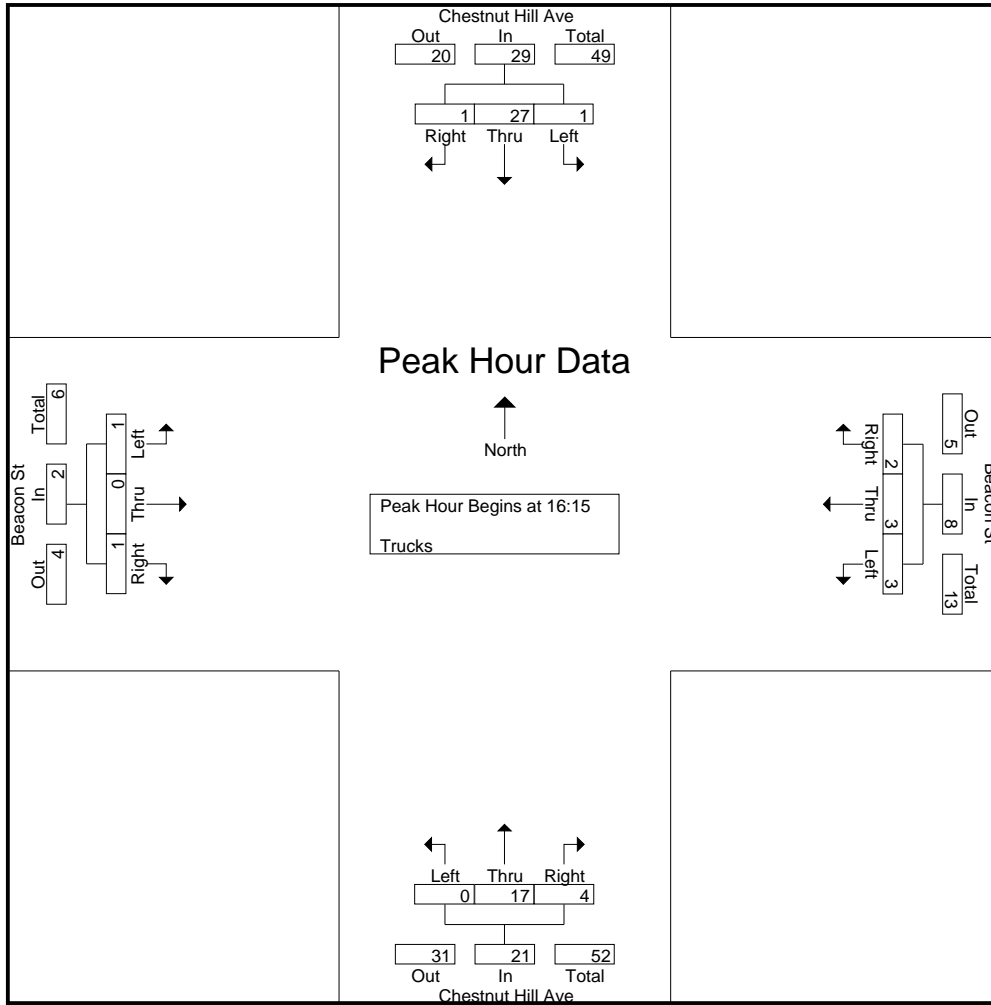 Chestnut Hill Ave
Out In Total
20 29 49
1 27 1
Right Thru Left
Peak Hour Data
North
Peak Hour Begins at 16:15
Trucks
Beacon St
Total In Out
6 2 4
1 0 1
Left Thru Right
Beacon St
Out In Total
5 8 13
2 3 3
Right Thru Left
Left Thru Right
0 17 4
31 21 52
Out In Total
Chestnut Hill Ave